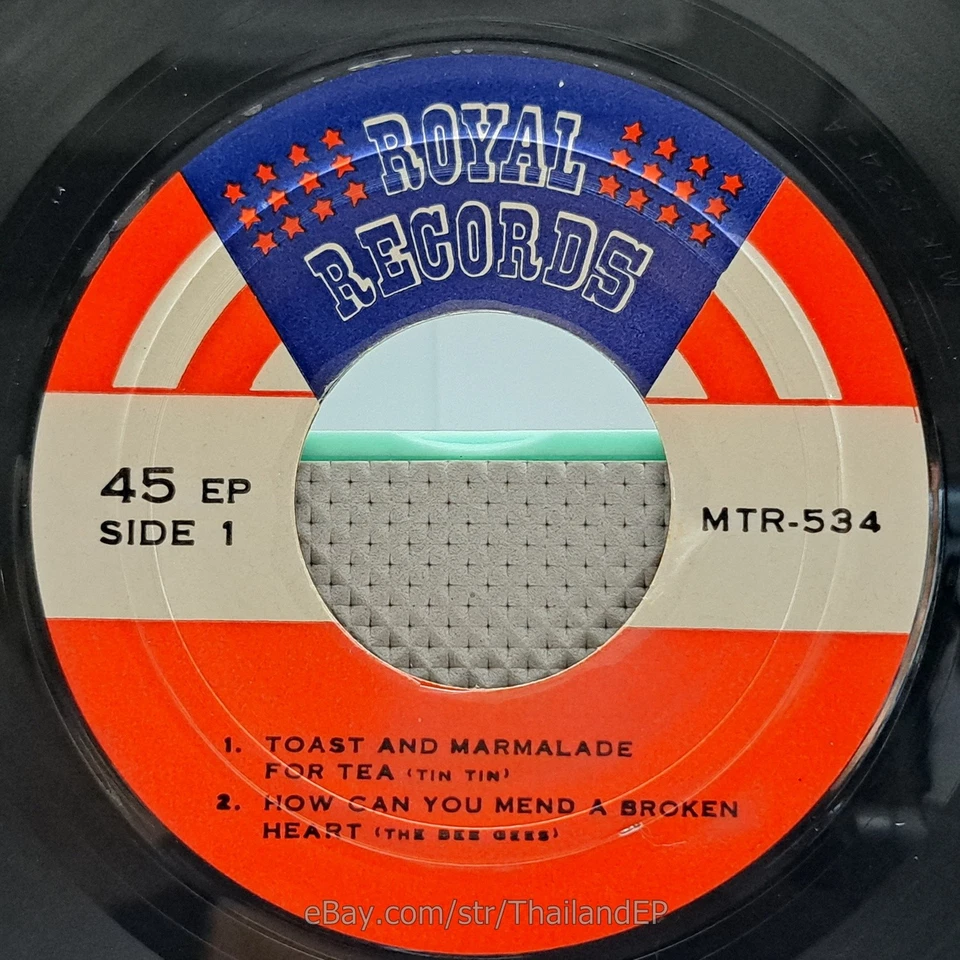 ROYAL
RECORDS
45 EP
SIDE 1
MTR-534
1. TOAST AND MARMALADE
FOR TEA (TIN TIN)
2. HOW CAN YOU MEND A BROKEN
HEART (THE BEE GEES)
eBay.com/str/ThailandEP